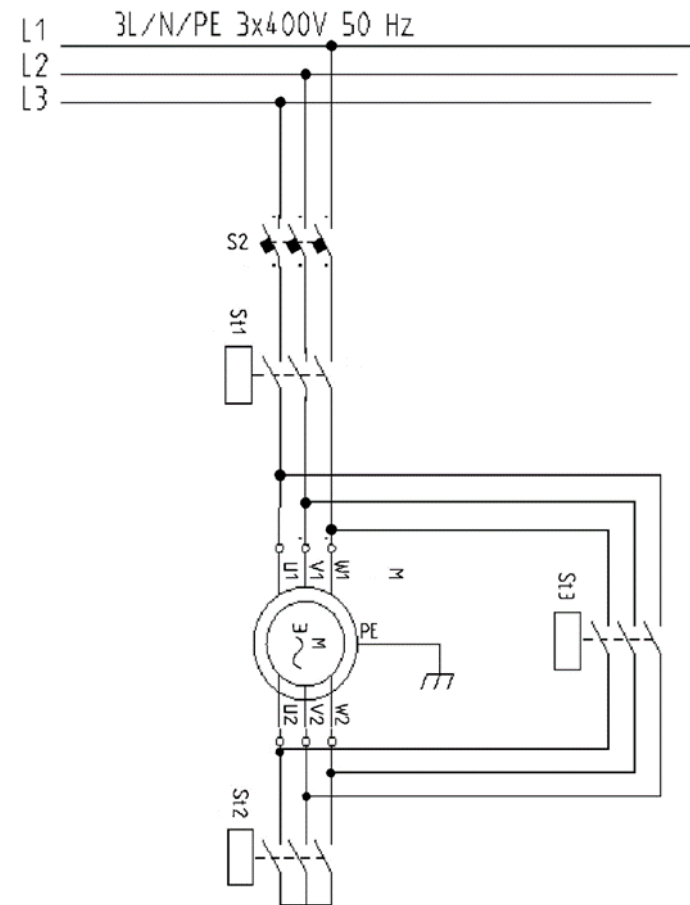 L1 3L/N/PE 3x400V 50 Hz
L2
L3
S2
St1
U1 V1 W1 M
M 3 ~
PE
St3
U2 V2 W2
St2